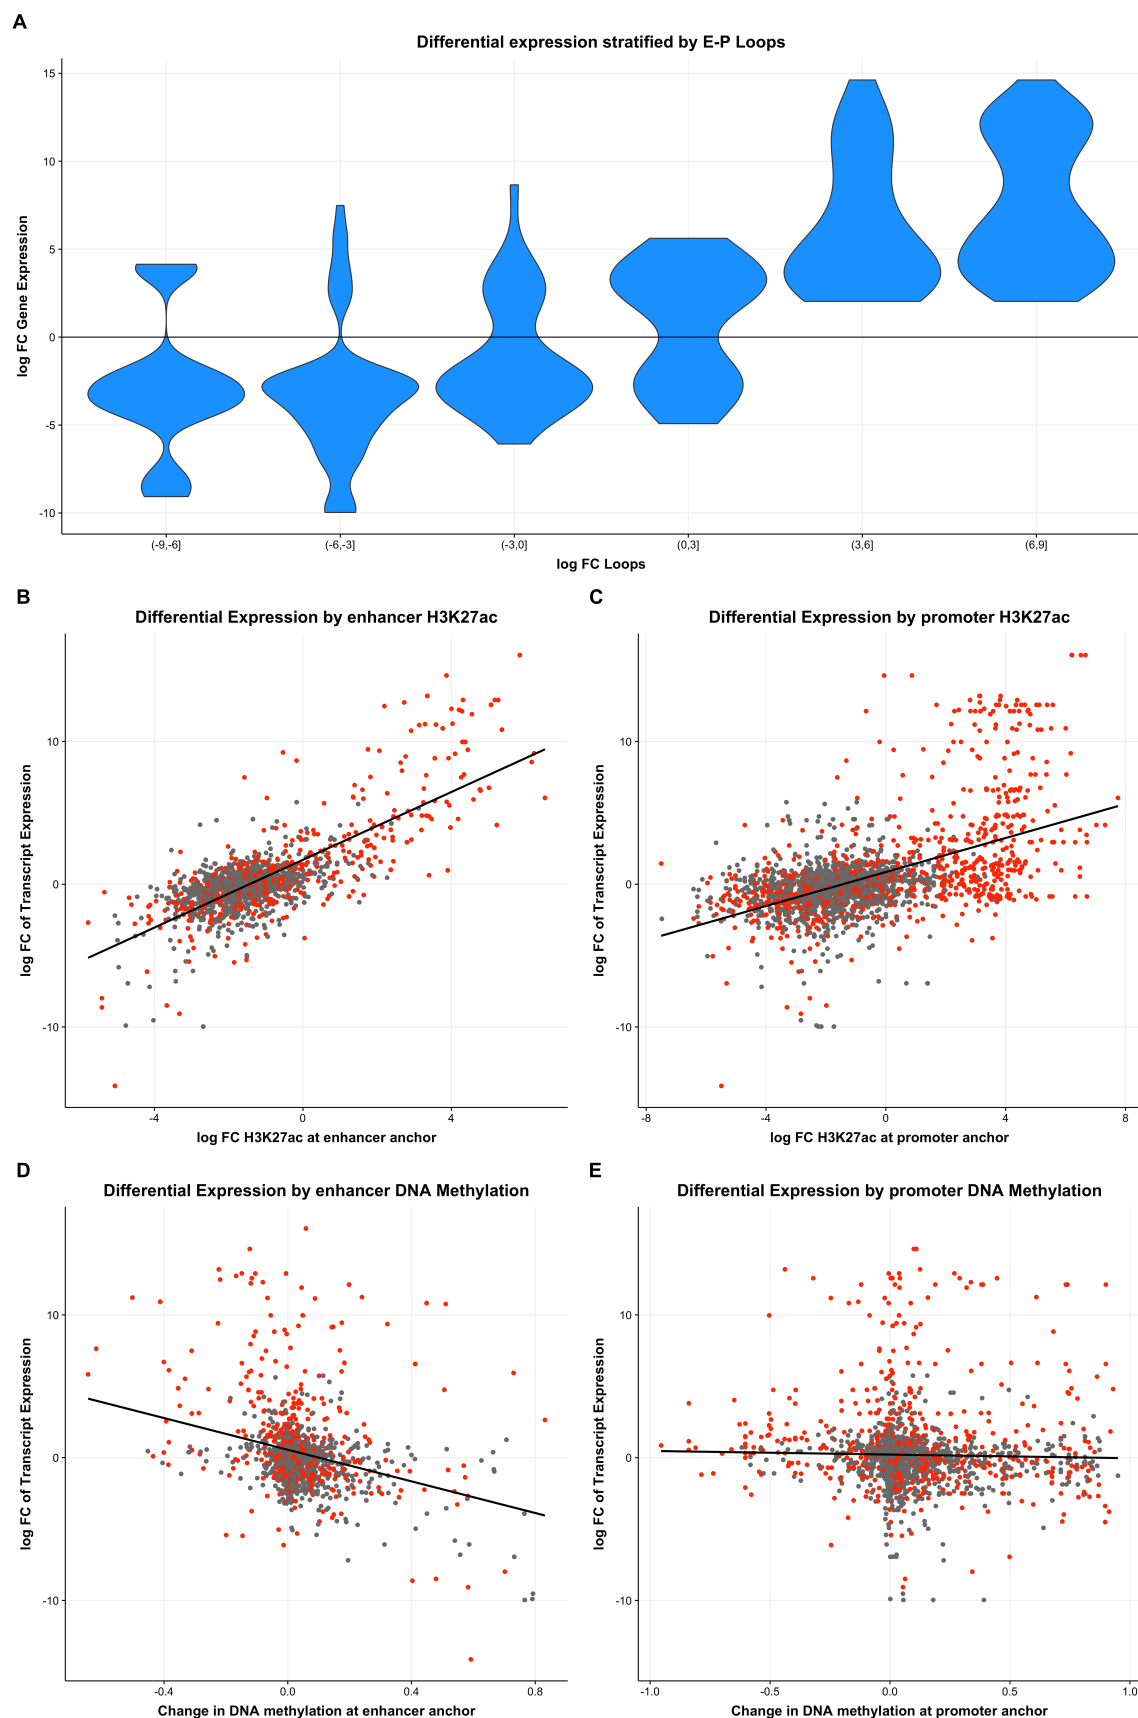 A
Differential expression stratified by E-P Loops
log FC Gene Expression
15
10
5
0
-5
-10
(-9,-6]
(-6,-3]
(-3,0]
(0,3]
(3,6]
(6,9]
log FC Loops
B
Differential Expression by enhancer H3K27ac
log FC of Transcript Expression
10
0
-10
-4
0
4
log FC H3K27ac at enhancer anchor
C
Differential Expression by promoter H3K27ac
log FC of Transcript Expression
10
0
-10
-8
-4
0
4
8
log FC H3K27ac at promoter anchor
D
Differential Expression by enhancer DNA Methylation
log FC of Transcript Expression
10
0
-10
-0.4
0.0
0.4
0.8
Change in DNA methylation at enhancer anchor
E
Differential Expression by promoter DNA Methylation
log FC of Transcript Expression
10
0
-10
-1.0
-0.5
0.0
0.5
1.0
Change in DNA methylation at promoter anchor